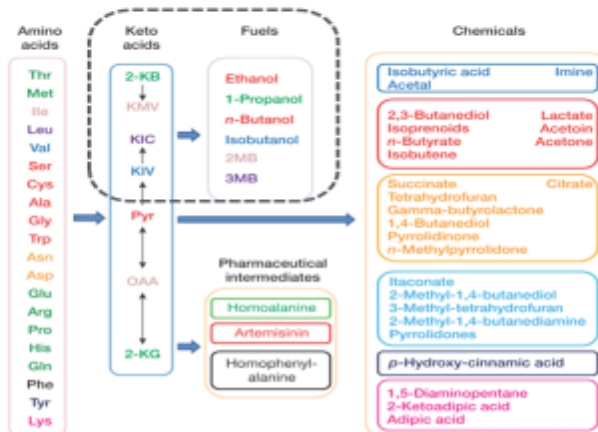 Amino
acids
Keto
acids
Fuels
Chemicals
Thr
Met
Ile
Leu
Val
Ser
Cys
Ala
Gly
Trp
Asn
Asp
Glu
Arg
Pro
His
Gln
Phe
Tyr
Lys
2-KB
KMV
KIC
KIV
Pyr
OAA
2-KG
Ethanol
1-Propanol
n-Butanol
Isobutanol
2MB
3MB
Pharmaceutical
intermediates
Homoalanine
Artemisinin
Homophenyl-
alanine
Isobutyric acid Imine
Acetal
2,3-Butanediol Lactate
Isoprenoids Acetoin
n-Butyrate Acetone
Isobutene
Succinate Citrate
Tetrahydrofuran
Gamma-butyrolactone
1,4-Butanediol
Pyrrolidinone
n-Methylpyrrolidone
Itaconate
2-Methyl-1,4-butanediol
3-Methyl-tetrahydrofuran
2-Methyl-1,4-butanediamine
Pyrrolidones
p-Hydroxy-cinnamic acid
1,5-Diaminopentane
2-Ketoadipic acid
Adipic acid